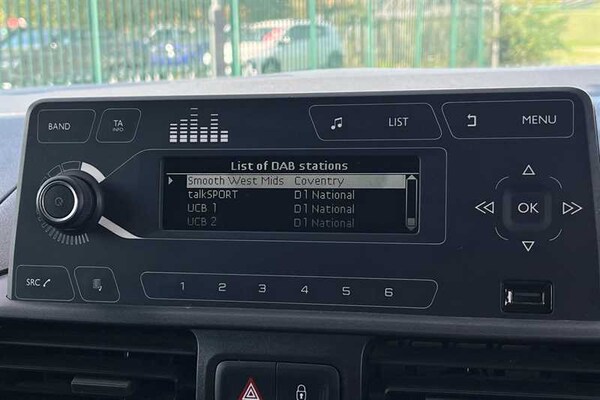 BAND
TA
INFO
LIST
MENU
List of DAB stations
Smooth West Mids Coventry
talkSPORT D1 National
UCB 1 D1 National
UCB 2 D1 National
OK
SRC
1 2 3 4 5 6